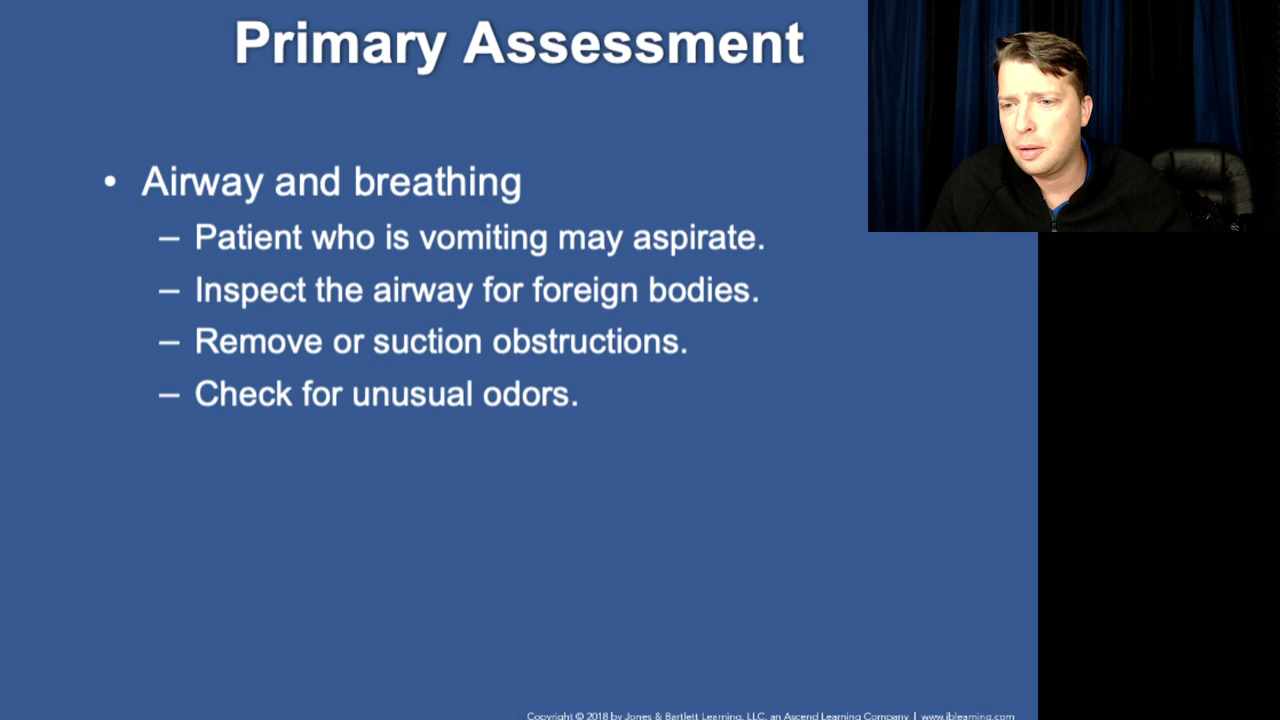 Primary Assessment
• Airway and breathing
– Patient who is vomiting may aspirate.
– Inspect the airway for foreign bodies.
– Remove or suction obstructions.
– Check for unusual odors.
Copyright © 2018 by Jones & Bartlett Learning, LLC, an Ascend Learning Company | www.jblearning.com